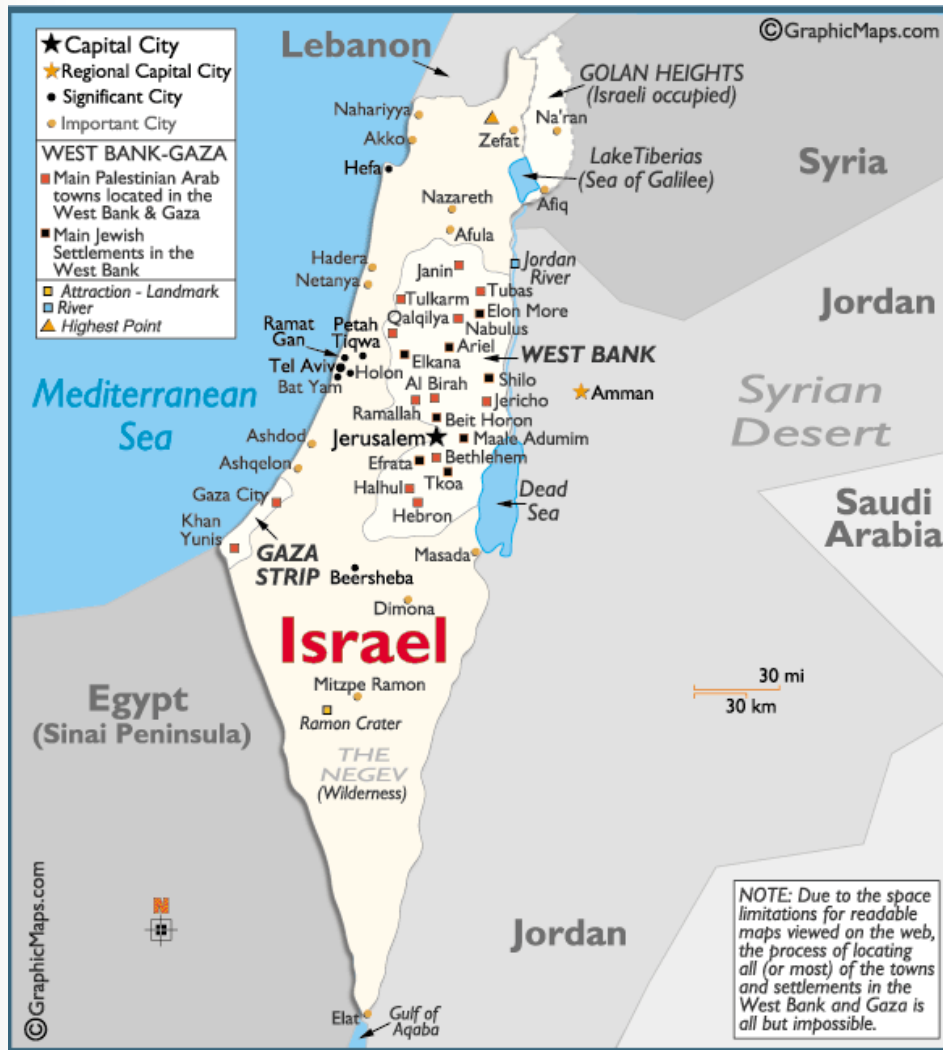 ©GraphicMaps.com
Capital City
Regional Capital City
Significant City
Important City
WEST BANK-GAZA
Main Palestinian Arab
towns located in the
West Bank & Gaza
Main Jewish
Settlements in the
West Bank
Attraction - Landmark
River
Highest Point
Lebanon
GOLAN HEIGHTS
(Israeli occupied)
Nahariyya
Na'ran
Akko
Zefat
Hefa
Lake Tiberias
(Sea of Galilee)
Syria
Nazareth
Afiq
Afula
Hadera
Janin
Jordan
River
Netanya
Tulkarm
Tubas
Jordan
Qalqilya
Elon More
Nabulus
Ramat
Gan
Petah
Tiqwa
Ariel
WEST BANK
Tel Aviv
Holon
Elkana
Bat Yam
Al Birah
Shilo
Amman
Mediterranean
Sea
Syrian
Desert
Ramallah
Jericho
Beit Horon
Ashdod
Jerusalem
Maale Adumim
Ashqelon
Efrata
Bethlehem
Tkoa
Gaza City
Halhul
Dead
Sea
Saudi
Arabia
Hebron
Khan
Yunis
GAZA
STRIP
Masada
Beersheba
Dimona
Israel
Mitzpe Ramon
30 mi
30 km
Egypt
(Sinai Peninsula)
Ramon Crater
THE
NEGEV
(Wilderness)
N
Jordan
NOTE: Due to the space
limitations for readable
maps viewed on the web,
the process of locating
all (or most) of the towns
and settlements in the
West Bank and Gaza is
all but impossible.
Elat
Gulf of
Aqaba
©GraphicMaps.com